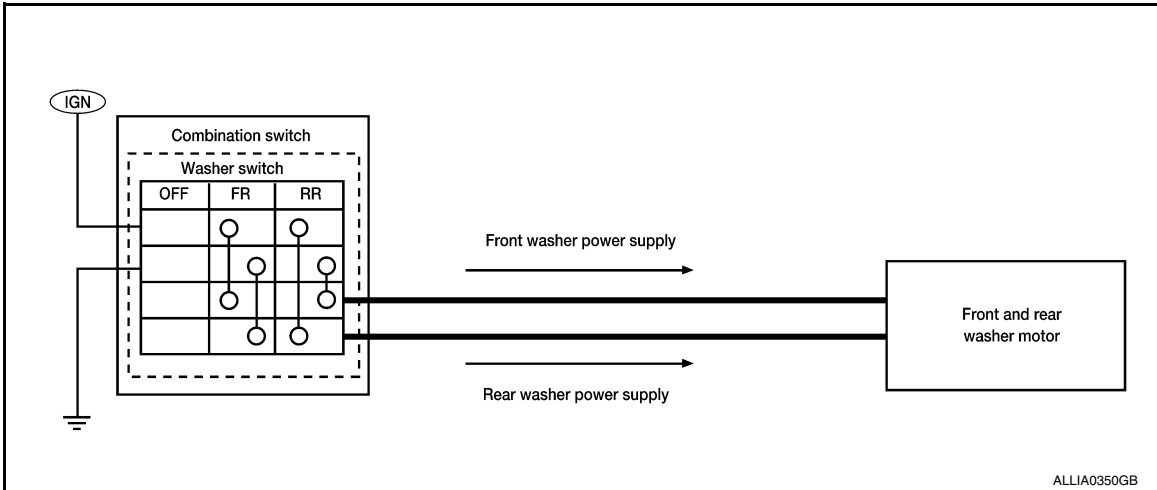 IGN
Combination switch
Washer switch
OFF FR RR
Front washer power supply
Front and rear
washer motor
Rear washer power supply
ALLIA0350GB